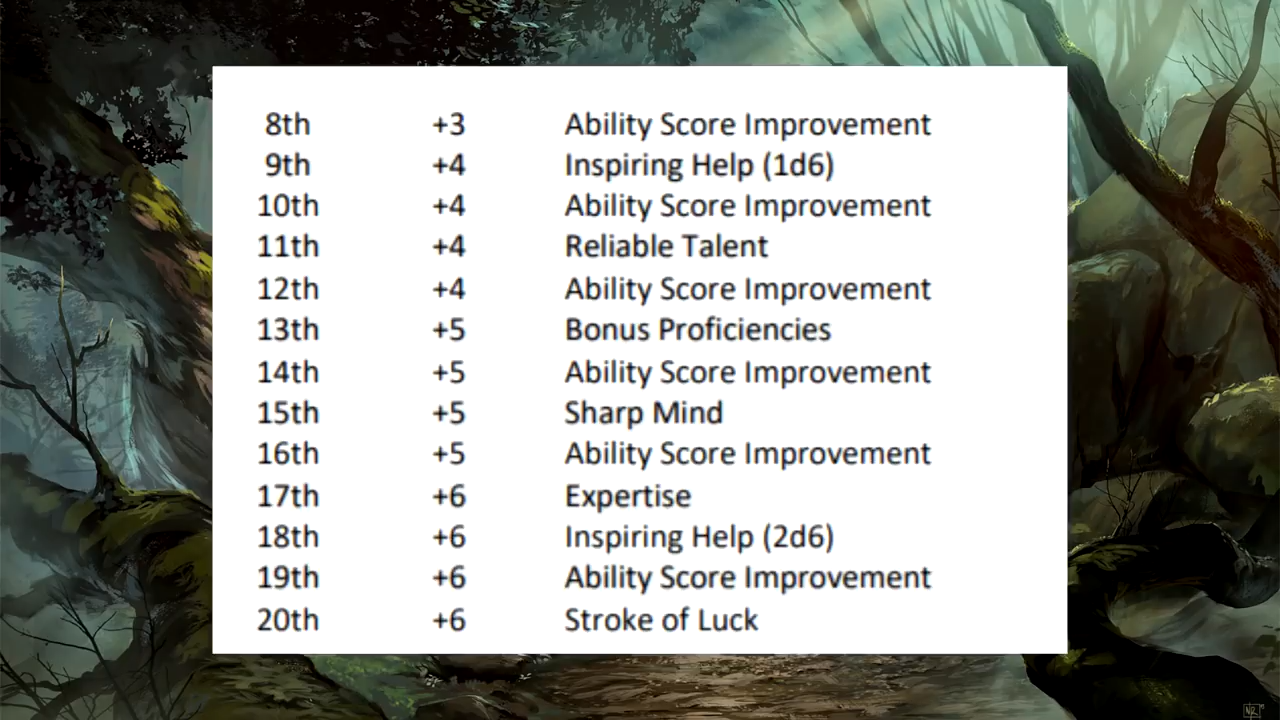 8th +3 Ability Score Improvement
9th +4 Inspiring Help (1d6)
10th +4 Ability Score Improvement
11th +4 Reliable Talent
12th +4 Ability Score Improvement
13th +5 Bonus Proficiencies
14th +5 Ability Score Improvement
15th +5 Sharp Mind
16th +5 Ability Score Improvement
17th +6 Expertise
18th +6 Inspiring Help (2d6)
19th +6 Ability Score Improvement
20th +6 Stroke of Luck